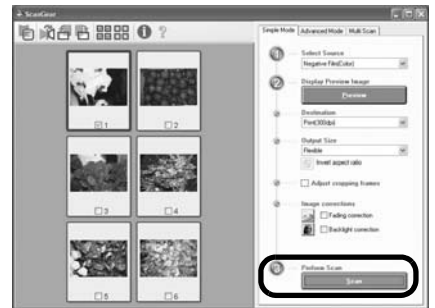 ScanGear
Simple Mode Advanced Mode Multi Scan
1 Select Source
Negative Film(Color)
2 Display Preview Image
Preview
Destination
Print(300dpi)
Output Size
Flexible
Invert aspect ratio
Adjust cropping frames
Image corrections
Fading correction
Backlight correction
Perform Scan
Scan
1
2
3
4
5
6